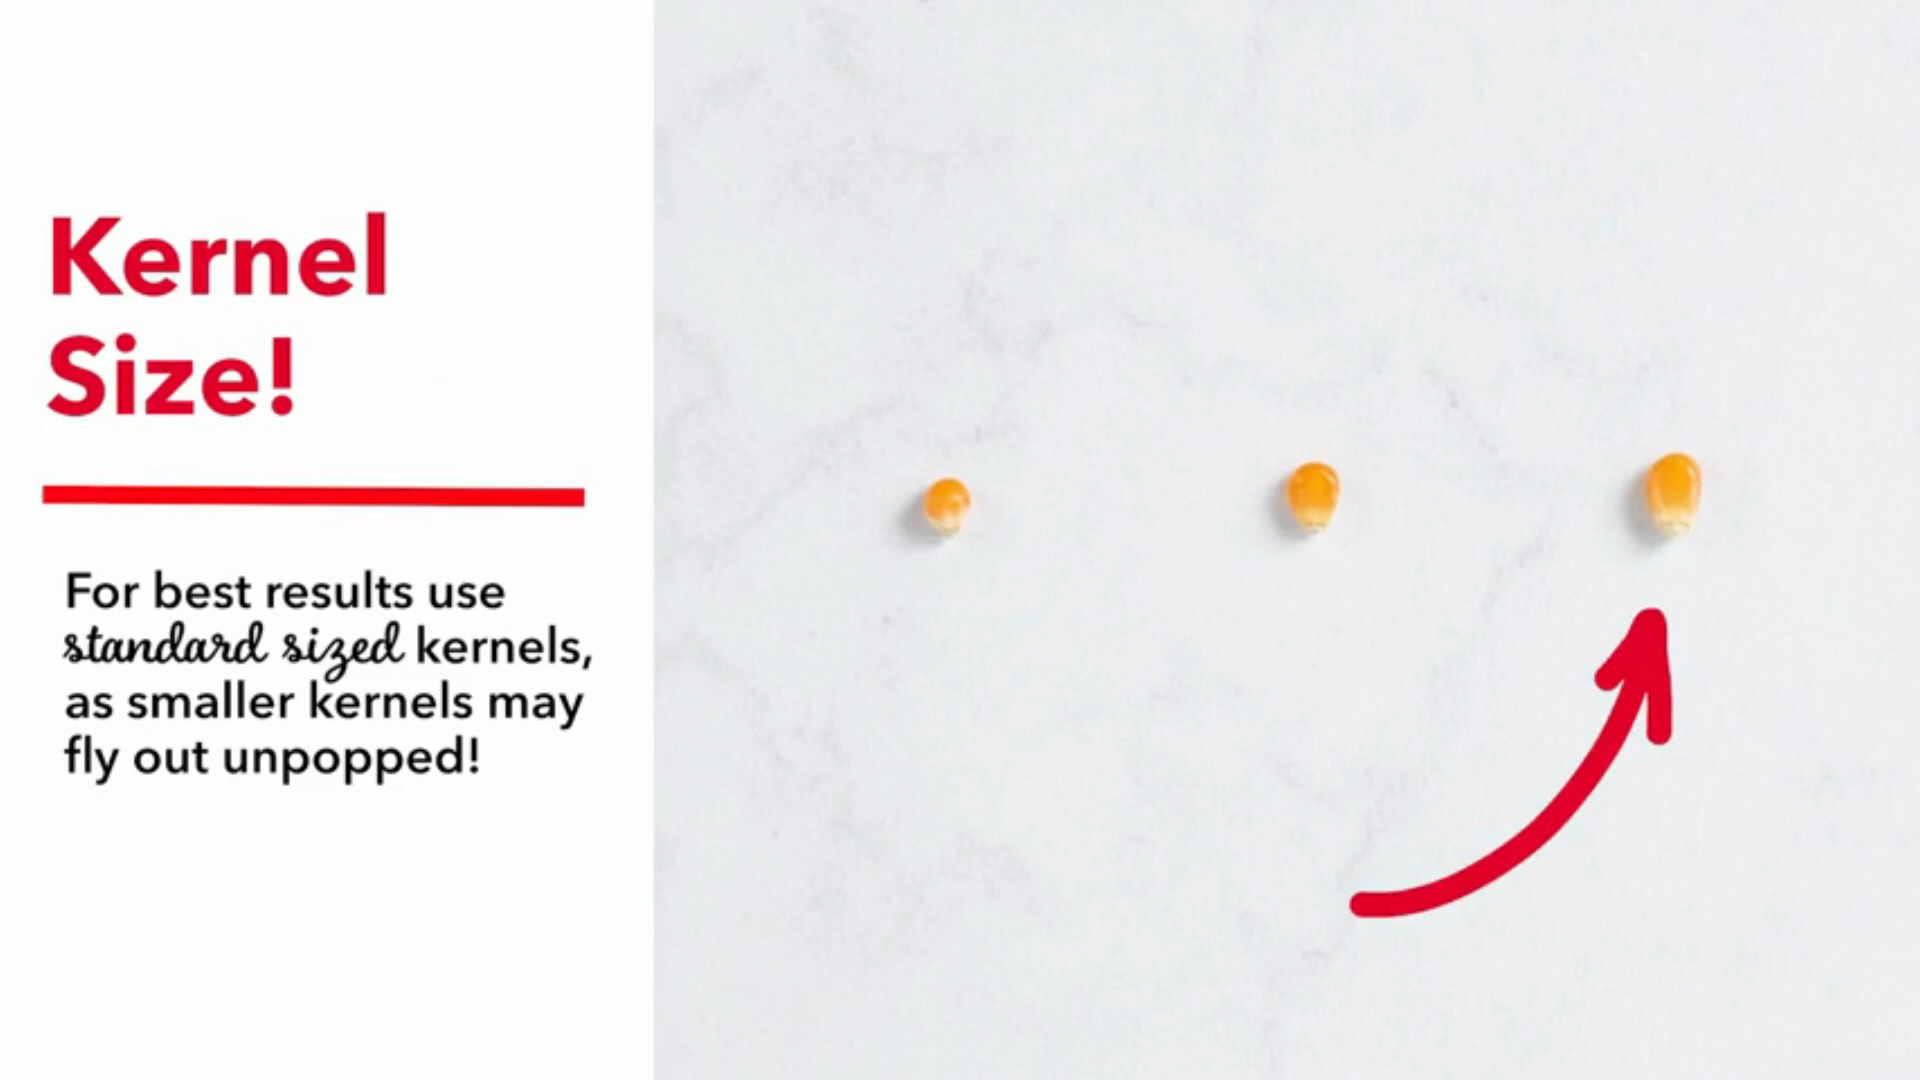 Kernel
Size!
For best results use
standard sized kernels,
as smaller kernels may
fly out unpopped!